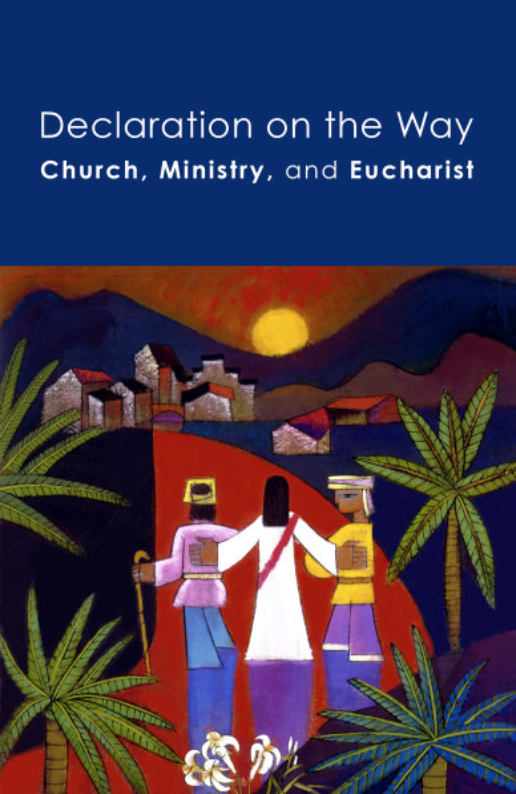 Declaration on the Way
Church, Ministry, and Eucharist